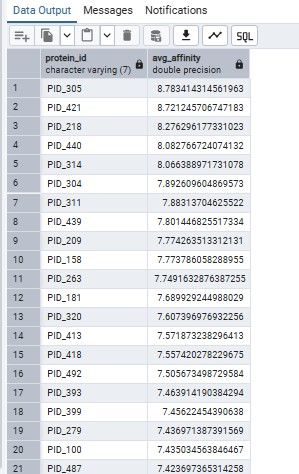 Data Output Messages Notifications
SQL
protein_id avg_affinity
character varying (7) double precision
1 PID_305 8.783414314561963
2 PID_421 8.721245706747183
3 PID_218 8.276296177331023
4 PID_440 8.082766724074132
5 PID_314 8.066388971731078
6 PID_304 7.892609604869573
7 PID_311 7.88313704625522
8 PID_439 7.801446825517334
9 PID_209 7.774263513312131
10 PID_158 7.773786058288955
11 PID_263 7.7491632876387255
12 PID_181 7.689929244988029
13 PID_320 7.607396976932256
14 PID_413 7.571873238296413
15 PID_418 7.557420278229675
16 PID_492 7.505673498729584
17 PID_393 7.463914190384294
18 PID_399 7.45622454390638
19 PID_279 7.436971387391569
20 PID_100 7.435034563846467
21 PID_487 7.423697365314258